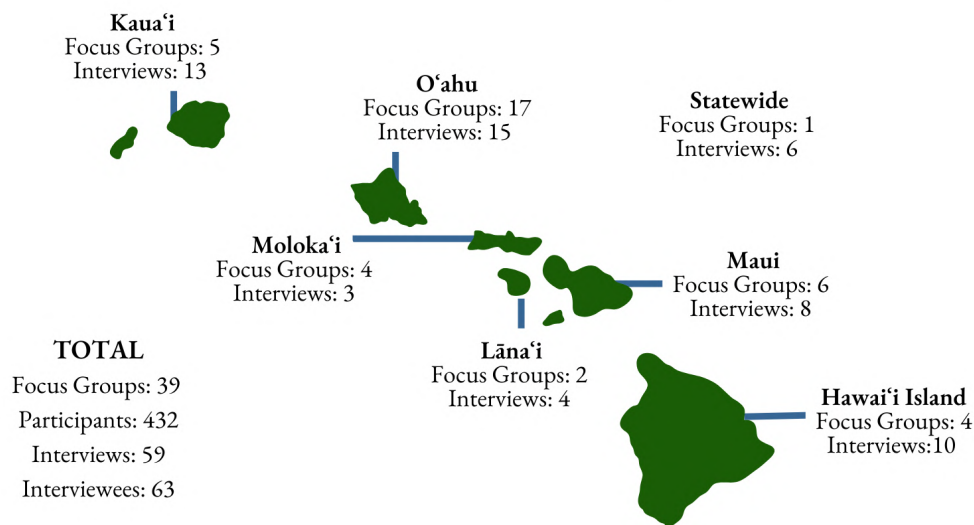 Kauaʻi
Focus Groups: 5
Interviews: 13
Oʻahu
Focus Groups: 17
Interviews: 15
Statewide
Focus Groups: 1
Interviews: 6
Molokaʻi
Focus Groups: 4
Interviews: 3
Maui
Focus Groups: 6
Interviews: 8
Lānaʻi
Focus Groups: 2
Interviews: 4
TOTAL
Focus Groups: 39
Participants: 432
Interviews: 59
Interviewees: 63
Hawaiʻi Island
Focus Groups: 4
Interviews:10